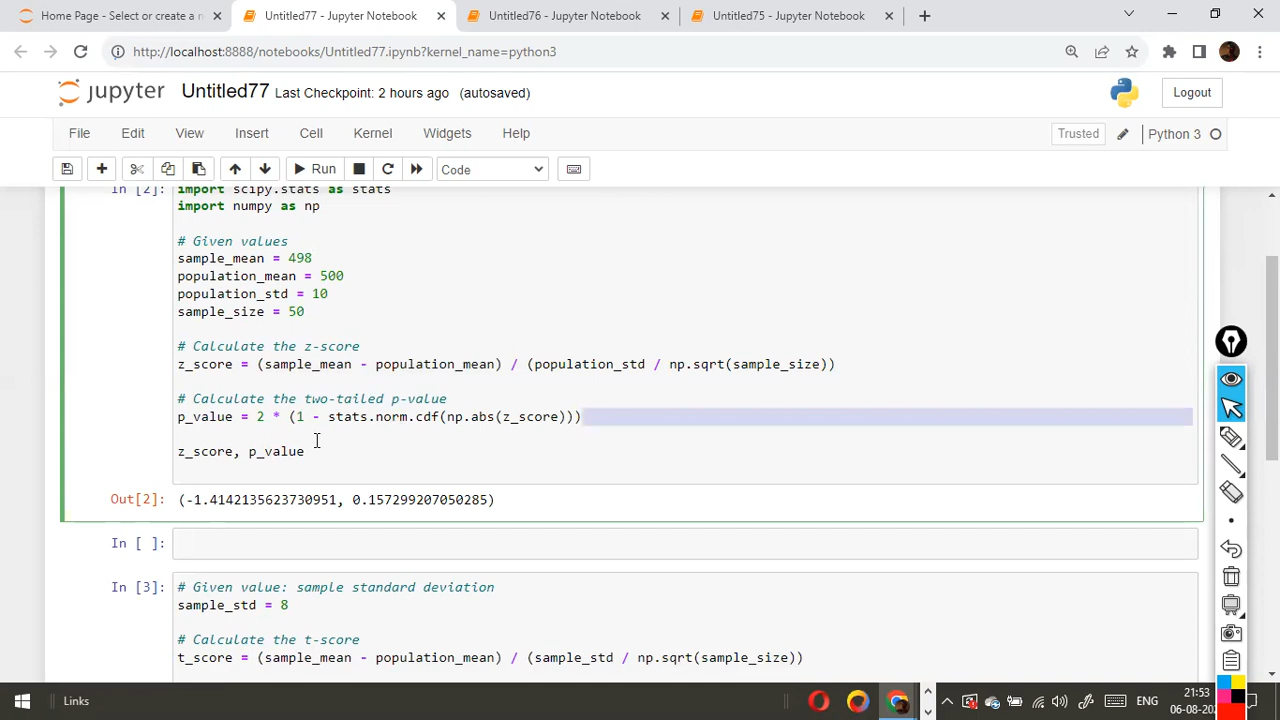 Home Page - Select or create a n
Untitled77 - Jupyter Notebook
Untitled76 - Jupyter Notebook
Untitled75 - Jupyter Notebook
http://localhost:8888/notebooks/Untitled77.ipynb?kernel_name=python3
jupyter Untitled77 Last Checkpoint: 2 hours ago (autosaved)
Logout
File Edit View Insert Cell Kernel Widgets Help
Trusted
Python 3
Run
Code
In [2]: import scipy.stats as stats
import numpy as np
# Given values
sample_mean = 498
population_mean = 500
population_std = 10
sample_size = 50
# Calculate the z-score
z_score = (sample_mean - population_mean) / (population_std / np.sqrt(sample_size))
# Calculate the two-tailed p-value
p_value = 2 * (1 - stats.norm.cdf(np.abs(z_score)))
z_score, p_value
Out[2]: (-1.4142135623730951, 0.157299207050285)
In [ ]:
In [3]: # Given value: sample standard deviation
sample_std = 8
# Calculate the t-score
t_score = (sample_mean - population_mean) / (sample_std / np.sqrt(sample_size))
Links
ENG
21:53
06-08-202